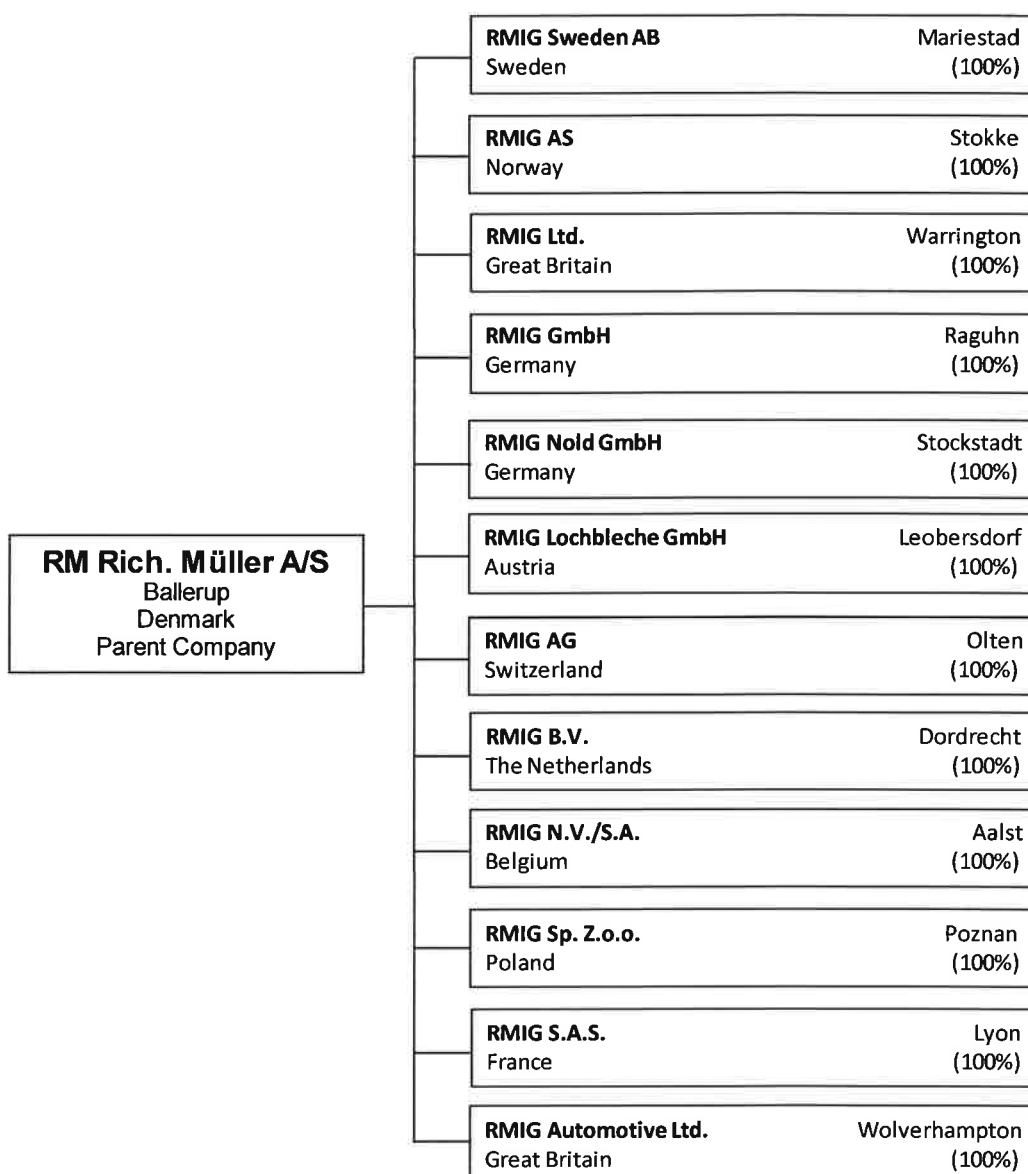 RMIG Sweden AB Mariestad
Sweden (100%)
RMIG AS Stokke
Norway (100%)
RMIG Ltd. Warrington
Great Britain (100%)
RMIG GmbH Raguhn
Germany (100%)
RMIG Nold GmbH Stockstadt
Germany (100%)
RMIG Lochbleche GmbH Leobersdorf
Austria (100%)
RM Rich. Müller A/S
Ballerup
Denmark
Parent Company
RMIG AG Olten
Switzerland (100%)
RMIG B.V. Dordrecht
The Netherlands (100%)
RMIG N.V./S.A. Aalst
Belgium (100%)
RMIG Sp. Z.o.o. Poznan
Poland (100%)
RMIG S.A.S. Lyon
France (100%)
RMIG Automotive Ltd. Wolverhampton
Great Britain (100%)